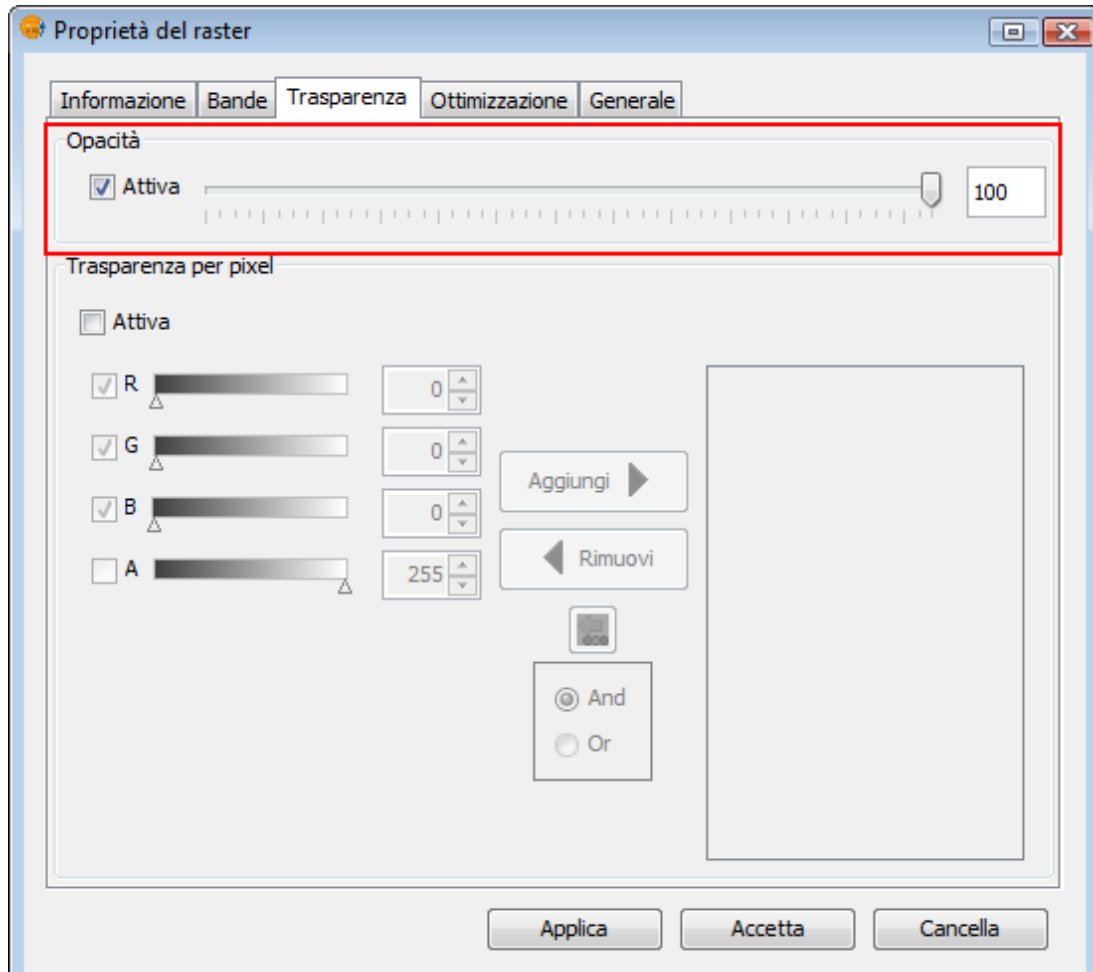 Proprietà del raster
Informazione Bande Trasparenza Ottimizzazione Generale
Opacità
Attiva 100
Trasparenza per pixel
Attiva
R 0
G 0
B 0
A 255
Aggiungi
Rimuovi
And
Or
Applica Accetta Cancella